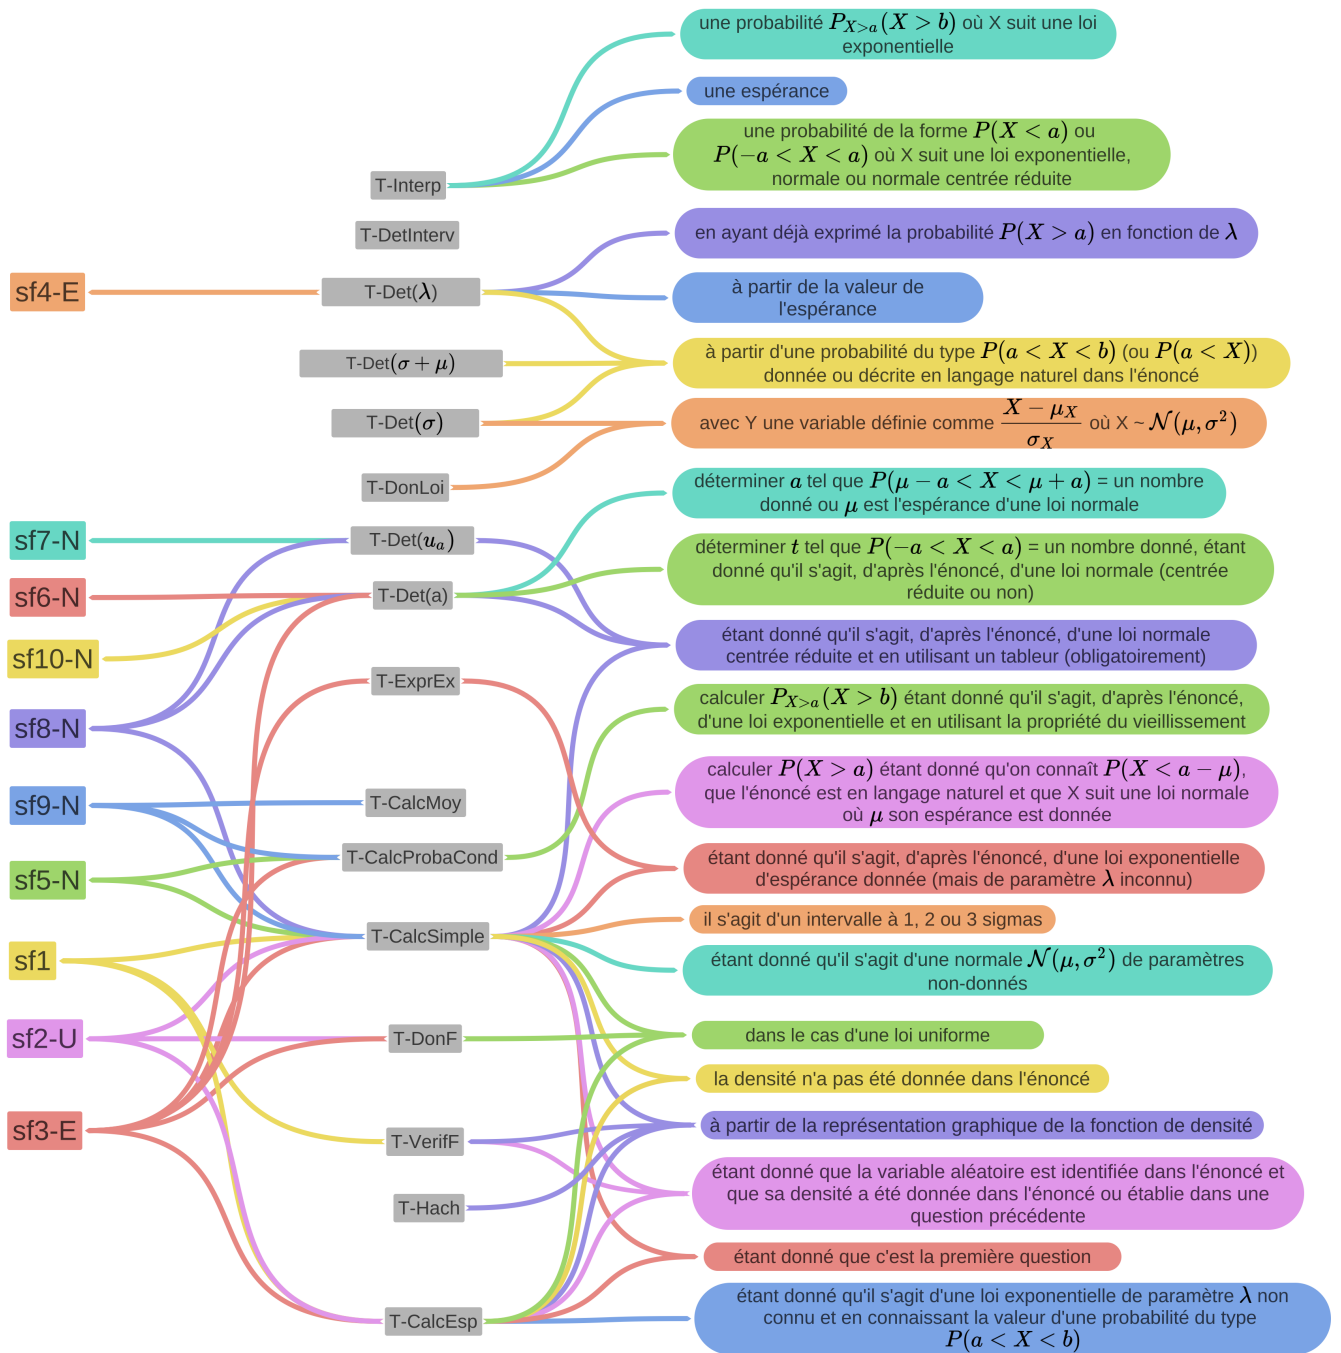 une probabilité $P_{X>a}(X > b)$ où X suit une loi
exponentielle
une espérance
une probabilité de la forme $P(X < a)$ ou
$P(-a < X < a)$ où X suit une loi exponentielle,
normale ou normale centrée réduite
T-Interp
T-DetInterv
en ayant déjà exprimé la probabilité $P(X > a)$ en fonction de $\lambda$
sf4-E
T-Det($\lambda$)
à partir de la valeur de
l'espérance
T-Det($\sigma + \mu$)
à partir d'une probabilité du type $P(a < X < b)$ (ou $P(a < X)$)
donnée ou décrite en langage naturel dans l'énoncé
T-Det($\sigma$)
avec Y une variable définie comme $\frac{X - \mu_X}{\sigma_X}$ où X ~ $\mathcal{N}(\mu, \sigma^2)$
T-DonLoi
déterminer $a$ tel que $P(\mu - a < X < \mu + a)$ = un nombre
donné ou $\mu$ est l'espérance d'une loi normale
sf7-N
T-Det($u_a$)
déterminer $t$ tel que $P(-a < X < a)$ = un nombre donné, étant
donné qu'il s'agit, d'après l'énoncé, d'une loi normale (centrée
réduite ou non)
sf6-N
T-Det(a)
sf10-N
étant donné qu'il s'agit, d'après l'énoncé, d'une loi normale
centrée réduite et en utilisant un tableur (obligatoirement)
T-ExprEx
calculer $P_{X>a}(X > b)$ étant donné qu'il s'agit, d'après l'énoncé,
d'une loi exponentielle et en utilisant la propriété du vieillissement
sf8-N
sf9-N
T-CalcMoy
calculer $P(X > a)$ étant donné qu'on connaît $P(X < a - \mu)$,
que l'énoncé est en langage naturel et que X suit une loi normale
où $\mu$ son espérance est donnée
T-CalcProbaCond
étant donné qu'il s'agit, d'après l'énoncé, d'une loi exponentielle
d'espérance donnée (mais de paramètre $\lambda$ inconnu)
sf5-N
il s'agit d'un intervalle à 1, 2 ou 3 sigmas
T-CalcSimple
sf1
étant donné qu'il s'agit d'une normale $\mathcal{N}(\mu, \sigma^2)$ de paramètres
non-donnés
sf2-U
T-DonF
dans le cas d'une loi uniforme
la densité n'a pas été donnée dans l'énoncé
sf3-E
T-VerifF
à partir de la représentation graphique de la fonction de densité
étant donné que la variable aléatoire est identifiée dans l'énoncé et
que sa densité a été donnée dans l'énoncé ou établie dans une
question précédente
T-Hach
étant donné que c'est la première question
T-CalcEsp
étant donné qu'il s'agit d'une loi exponentielle de paramètre $\lambda$ non
connu et en connaissant la valeur d'une probabilité du type
$P(a < X < b)$